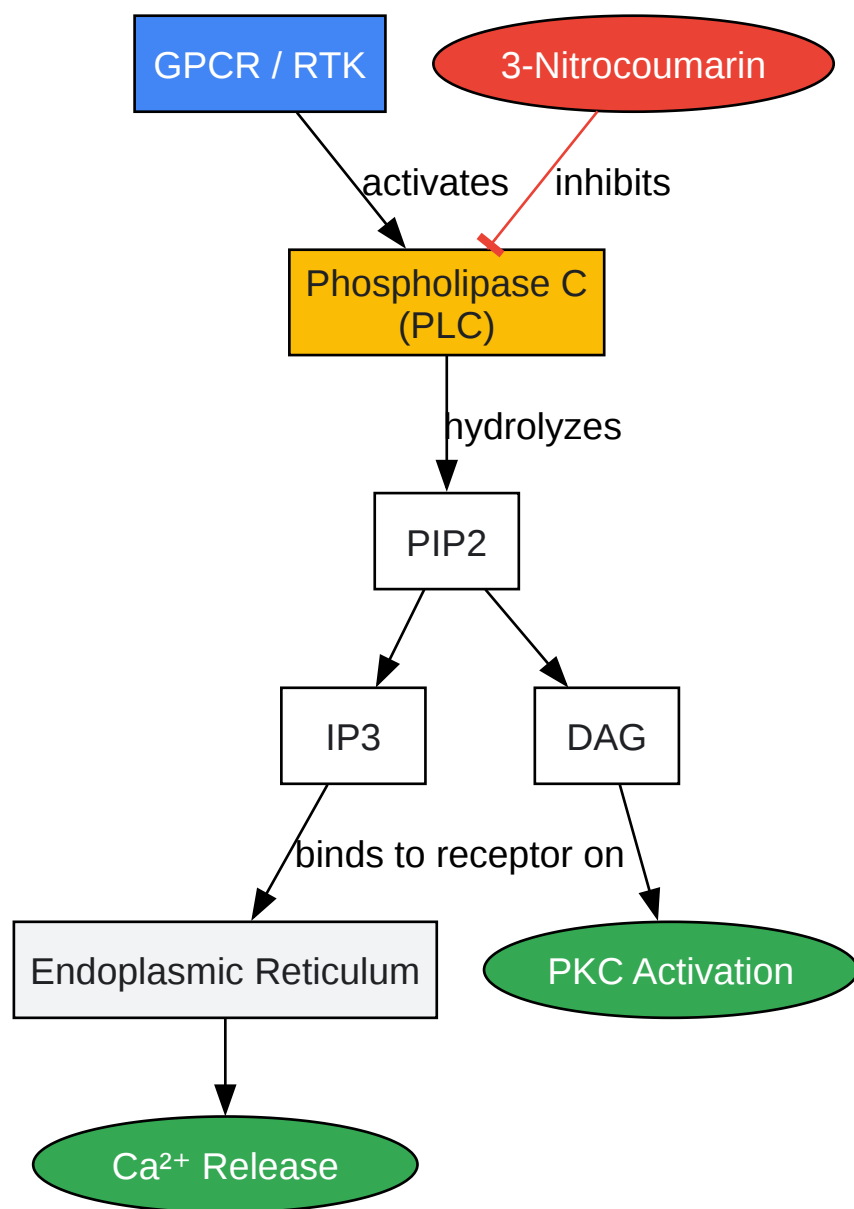 GPCR / RTK
3-Nitrocoumarin
activates
inhibits
Phospholipase C
(PLC)
hydrolyzes
PIP2
IP3
DAG
binds to receptor on
Endoplasmic Reticulum
PKC Activation
Ca²⁺ Release